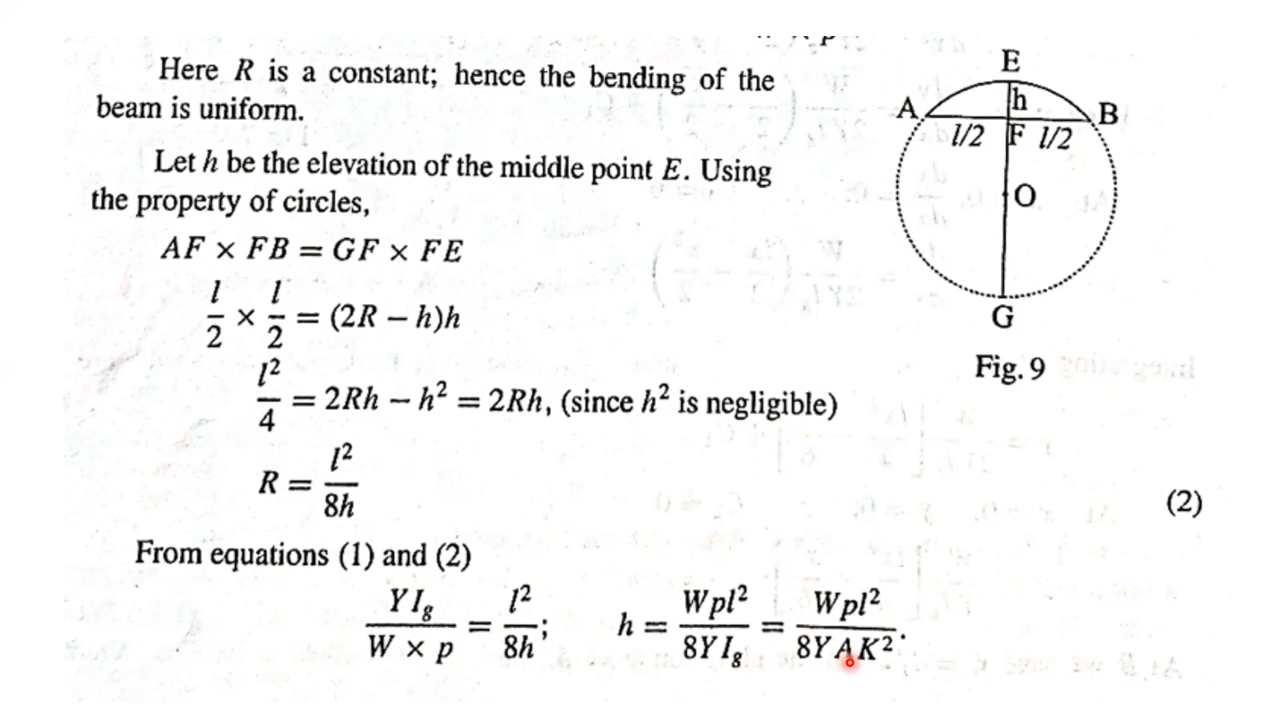 Here R is a constant; hence the bending of the
beam is uniform.
Let h be the elevation of the middle point E. Using
the property of circles,
AF × FB = GF × FE
l/2 × l/2 = (2R − h)h
l²/4 = 2Rh − h² = 2Rh, (since h² is negligible)
R = l²/8h (2)
From equations (1) and (2)
YI_g/W × p = l²/8h; h = Wpl²/8YI_g = Wpl²/8YAK².
E
h
A B
l/2 F l/2
O
G
Fig. 9